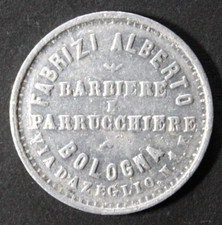 FABRIZI ALBERTO
BARBIERE
E
PARRUCCHIERE
BOLOGNA
VIA D'AZEGLIO